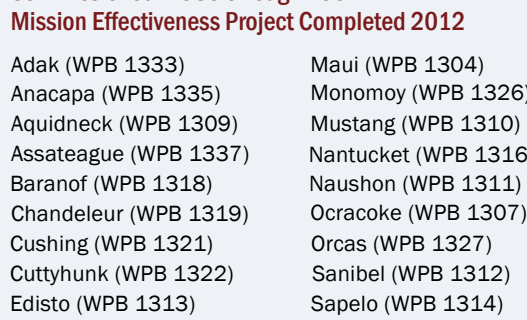 Mission Effectiveness Project Completed 2012
Adak (WPB 1333)
Anacapa (WPB 1335)
Aquidneck (WPB 1309)
Assateague (WPB 1337)
Baranof (WPB 1318)
Chandeleur (WPB 1319)
Cushing (WPB 1321)
Cuttyhunk (WPB 1322)
Edisto (WPB 1313)
Maui (WPB 1304)
Monomoy (WPB 1326)
Mustang (WPB 1310)
Nantucket (WPB 1316
Naushon (WPB 1311)
Ocracoke (WPB 1307)
Orcas (WPB 1327)
Sanibel (WPB 1312)
Sapelo (WPB 1314)